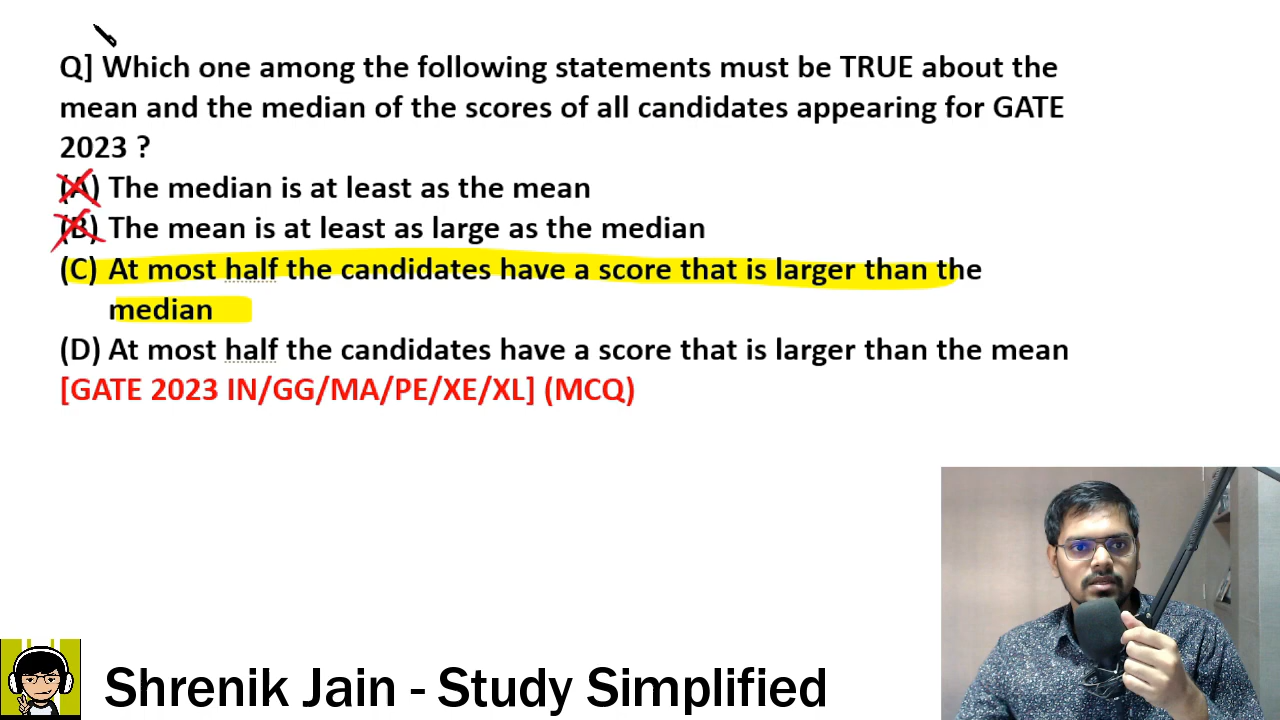 Q] Which one among the following statements must be TRUE about the
mean and the median of the scores of all candidates appearing for GATE
2023 ?
(A) The median is at least as the mean
(B) The mean is at least as large as the median
(C) At most half the candidates have a score that is larger than the
median
(D) At most half the candidates have a score that is larger than the mean
[GATE 2023 IN/GG/MA/PE/XE/XL] (MCQ)
Shrenik Jain - Study Simplified